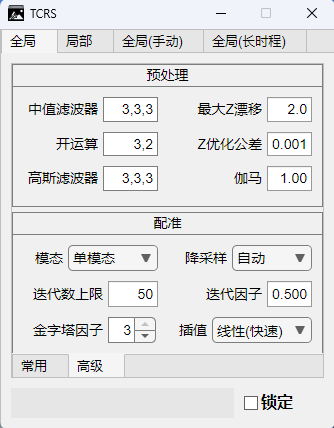 TCRS
全局 局部 全局(手动) 全局(长时程)
预处理
中值滤波器 3,3,3 最大Z漂移 2.0
开运算 3,2 Z优化公差 0.001
高斯滤波器 3,3,3 伽马 1.00
配准
模态 单模态 降采样 自动
迭代数上限 50 迭代因子 0.500
金字塔因子 3 插值 线性(快速)
常用 高级
锁定